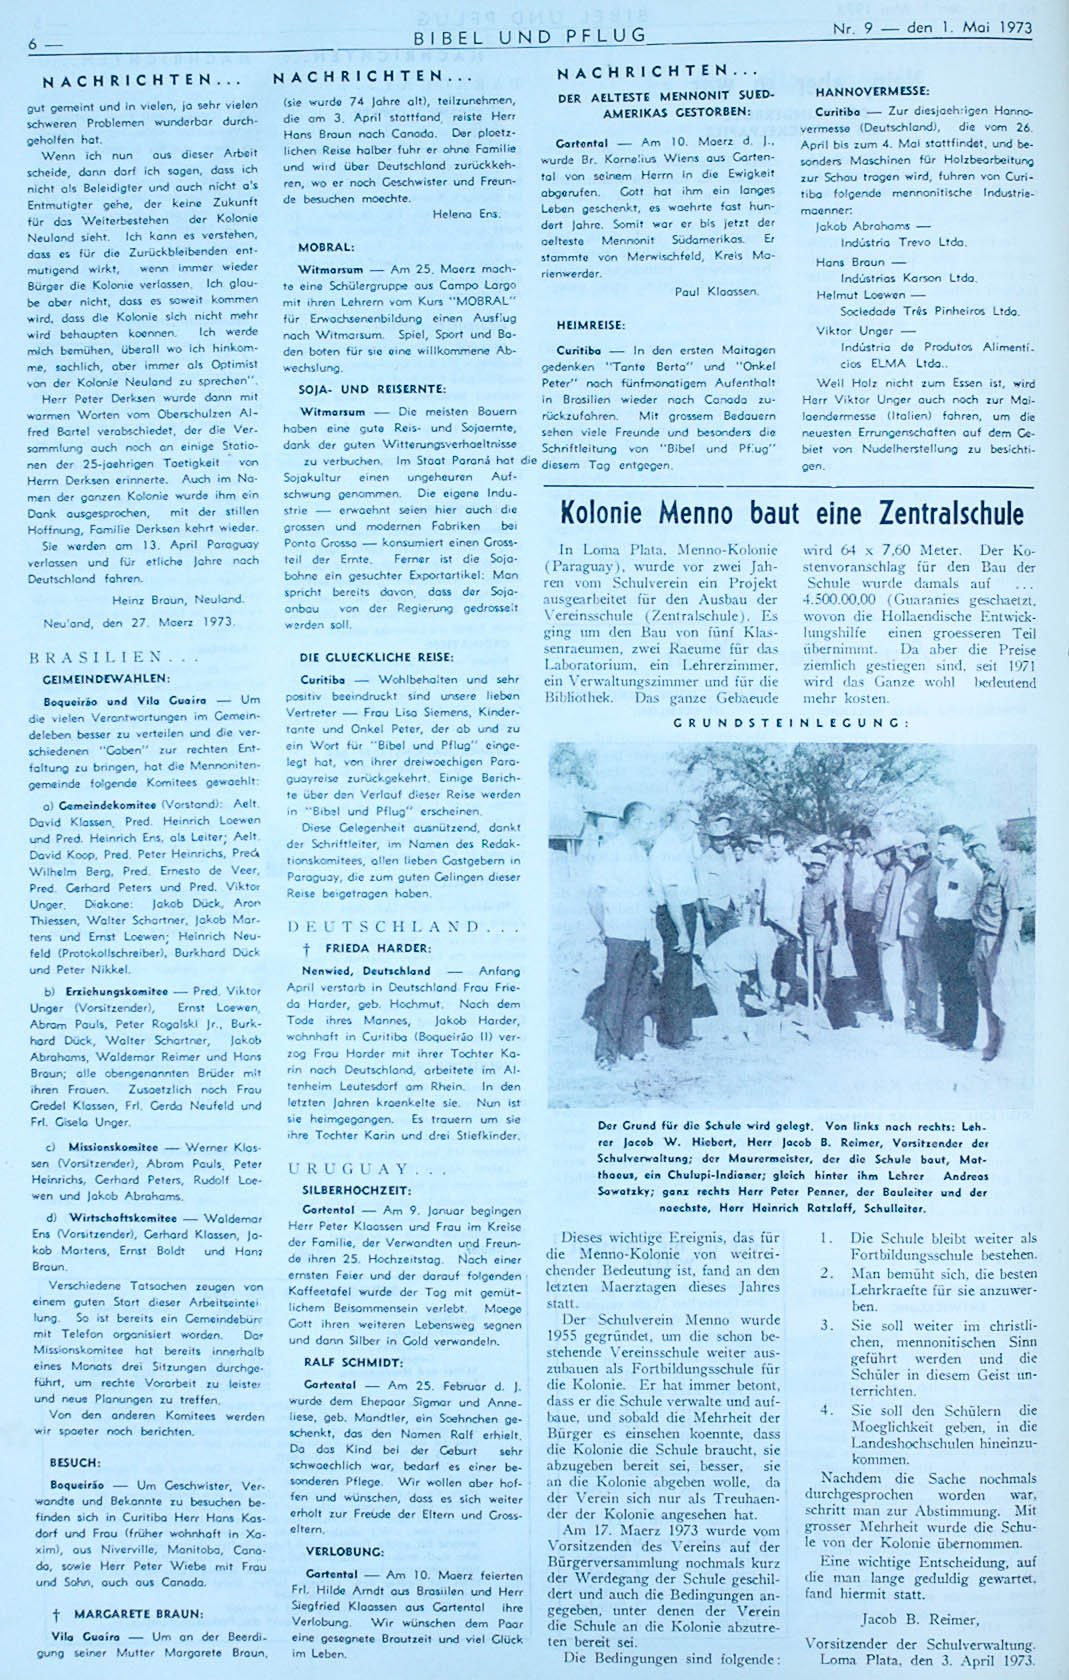 6 —
BIBEL UND PFLUG
Nr. 9 — den 1. Mai 1973
NACHRICHTEN...
gut gemeint und in vielen, ja sehr vielen
schweren Problemen wunderbar durch-
geholfen hat.
Wenn ich nun aus dieser Arbeit
scheide, dann darf ich sagen, dass ich
nicht als Beleidigter und auch nicht a's
Entmutigter gehe, der keine Zukunft
für das Weiterbestehen der Kolonie
Neuland sieht. Ich kann es verstehen,
dass es für die Zurückbleibenden ent-
mutigend wirkt, wenn immer wieder
Bürger die Kolonie verlassen. Ich glau-
be aber nicht, dass es soweit kommen
wird, dass die Kolonie sich nicht mehr
wird behaupten koennen. Ich werde
mich bemühen, überall wo ich hinkom-
me, sachlich, aber immer als Optimist
von der Kolonie Neuland zu sprechen".
Herr Peter Derksen wurde dann mit
warmen Worten vom Oberschulzen Al-
fred Bartel verabschiedet, der die Ver-
sammlung auch noch an einige Statio-
nen der 25-jaehrigen Taetigkeit von
Herrn Derksen erinnerte. Auch im Na-
men der ganzen Kolonie wurde ihm ein
Dank ausgesprochen, mit der stillen
Hoffnung, Familie Derksen kehrt wieder.
Sie werden am 13. April Paraguay
verlassen und für etliche Jahre nach
Deutschland fahren.
Heinz Braun, Neuland.
Neu'and, den 27. Maerz 1973.
BRASILIEN...
GEIMEINDEWAHLEN:
Boqueirão und Vila Guaira — Um
die vielen Verantwortungen im Gemein-
deleben besser zu verteilen und die ver-
schiedenen "Gaben" zur rechten Ent-
faltung zu bringen, hat die Mennoniten-
gemeinde folgende Komitees gewaehlt:
a) Gemeindekomitee (Vorstand): Aelt.
David Klassen, Pred. Heinrich Loewen
und Pred. Heinrich Ens, als Leiter; Aelt.
David Koop, Pred. Peter Heinrichs, Pred.
Wilhelm Berg, Pred. Ernesto de Veer,
Pred. Gerhard Peters und Pred. Viktor
Unger. Diakone: Jakob Dück, Aron
Thiessen, Walter Schartner, Jakob Mar-
tens und Ernst Loewen; Heinrich Neu-
feld (Protokollschreiber), Burkhard Dück
und Peter Nikkel.
b) Erziehungskomitee — Pred. Viktor
Unger (Vorsitzender), Ernst Loewen,
Abram Pauls, Peter Rogalski Jr., Burk-
hard Dück, Walter Schartner, Jakob
Abrahams, Waldemar Reimer und Hans
Braun; alle obengenannten Brüder mit
ihren Frauen. Zusaetzlich noch Frau
Gredel Klassen, Frl. Gerda Neufeld und
Frl. Gisela Unger.
c) Missionskomitee — Werner Klas-
sen (Vorsitzender), Abram Pauls, Peter
Heinrichs, Gerhard Peters, Rudolf Loe-
wen und Jakob Abrahams.
d) Wirtschaftskomitee — Waldemar
Ens (Vorsitzender), Gerhard Klassen, Ja-
kob Martens, Ernst Boldt und Hans
Braun.
Verschiedene Tatsachen zeugen von
einem guten Start dieser Arbeitseintei
lung. So ist bereits ein Gemeindebürr
mit Telefon organisiert worden. Dar
Missionskomitee hat bereits innerhalb
eines Monats drei Sitzungen durchge-
führt, um rechte Vorarbeit zu leister
und neue Planungen zu treffen.
Von den anderen Komitees werden
wir spaeter noch berichten.
BESUCH:
Boqueirão — Um Geschwister, Ver-
wandte und Bekannte zu besuchen be-
finden sich in Curitiba Herr Hans Kas-
dorf und Frau (früher wohnhaft in Xa-
xim), aus Niverville, Manitoba, Cana-
da, sowie Herr Peter Wiebe mit Frau
und Sohn, auch aus Canada.
† MARGARETE BRAUN:
Vila Guaira — Um an der Beerdi-
gung seiner Mutter Margarete Braun,
NACHRICHTEN...
(sie wurde 74 Jahre alt), teilzunehmen,
die am 3. April stattfand, reiste Herr
Hans Braun nach Canada. Der ploetz-
lichen Reise halber fuhr er ohne Familie
und wird über Deutschland zurückkeh-
ren, wo er noch Geschwister und Freun-
de besuchen moechte.
Helena Ens.
MOBRAL:
Witmarsum — Am 25. Maerz mach-
te eine Schülergruppe aus Campo Largo
mit ihren Lehrern vom Kurs "MOBRAL"
für Erwachsenenbildung einen Ausflug
nach Witmarsum. Spiel, Sport und Ba-
den boten für sie eine willkommene Ab-
wechslung.
SOJA- UND REISERNTE:
Witmarsum — Die meisten Bauern
haben eine gute Reis- und Sojaernte,
dank der guten Witterungsverhaeltnisse
zu verbuchen. Im Staat Paraná hat die
Sojakultur einen ungeheuren Auf-
schwung genommen. Die eigene Indu-
strie — erwaehnt seien hier auch die
grossen und modernen Fabriken bei
Ponta Grossa — konsumiert einen Gross-
teil der Ernte. Ferner ist die Soja-
bohne ein gesuchter Exportartikel: Man
spricht bereits davon, dass der Soja-
anbau von der Regierung gedrosselt
werden soll.
DIE GLUECKLICHE REISE:
Curitiba — Wohlbehalten und sehr
positiv beeindruckt sind unsere lieben
Vertreter — Frau Lisa Siemens, Kinder-
tante und Onkel Peter, der ab und zu
ein Wort für "Bibel und Pflug" einge-
legt hat, von ihrer dreiwoechigen Para-
guayreise zurückgekehrt. Einige Berich-
te über den Verlauf dieser Reise werden
in "Bibel und Pflug" erscheinen.
Diese Gelegenheit ausnützend, dankt
der Schriftleiter, im Namen des Redak-
tionskomitees, allen lieben Gastgebern in
Paraguay, die zum guten Gelingen dieser
Reise beigetragen haben.
DEUTSCHLAND...
† FRIEDA HARDER:
Nenwied, Deutschland — Anfang
April verstarb in Deutschland Frau Frie-
da Harder, geb. Hochmut. Nach dem
Tode ihres Mannes, Jakob Harder,
wohnhaft in Curitiba (Boqueirão II) ver-
zog Frau Harder mit ihrer Tochter Ka-
rin nach Deutschland, arbeitete im Al-
tenheim Leutesdorf am Rhein. In den
letzten Jahren kraenkelte sie. Nun ist
sie heimgegangen. Es trauern um sie
ihre Tochter Karin und drei Stiefkinder.
URUGUAY...
SILBERHOCHZEIT:
Gartental — Am 9. Januar begingen
Herr Peter Klaassen und Frau im Kreise
der Familie, der Verwandten und Freun-
de ihren 25. Hochzeitstag. Nach einer
ernsten Feier und der darauf folgenden
Kaffeetafel wurde der Tag mit gemüt-
lichem Beisammensein verlebt. Moege
Gott ihren weiteren Lebensweg segnen
und dann Silber in Gold verwandeln.
RALF SCHMIDT:
Gartental — Am 25. Februar d. J.
wurde dem Ehepaar Sigmar und Anne-
liese, geb. Mandtler, ein Soehnchen ge-
schenkt, das den Namen Ralf erhielt.
Da das Kind bei der Geburt sehr
schwaechlich war, bedarf es einer be-
sonderen Pflege. Wir wollen aber hof-
fen und wünschen, dass es sich weiter
erholt zur Freude der Eltern und Gross-
eltern.
VERLOBUNG:
Gartental — Am 10. Maerz feierten
Frl. Hilde Arndt aus Brasilien und Herr
Siegfried Klaassen aus Gartental ihre
Verlobung. Wir wünschen dem Paar
eine gesegnete Brautzeit und viel Glück
im Leben.
NACHRICHTEN...
DER AELTESTE MENNONIT SUED-
AMERIKAS GESTORBEN:
Gartental — Am 10. Maerz d. J.,
wurde Br. Kornelius Wiens aus Garten-
tal von seinem Herrn in die Ewigkeit
abgerufen. Gott hat ihm ein langes
Leben geschenkt, es waehrte fast hun-
dert Jahre. Somit war er bis jetzt der
aelteste Mennonit Südamerikas. Er
stammte von Merwischfeld, Kreis Ma-
rienwerder.
Paul Klaassen.
HEIMREISE:
Curitiba — In den ersten Maitagen
gedenken "Tante Berta" und "Onkel
Peter" nach fünfmonatigem Aufenthalt
in Brasilien wieder nach Canada zu-
rückzufahren. Mit grossem Bedauern
sehen viele Freunde und besonders die
Schriftleitung von "Bibel und Pf.ug"
diesem Tag entgegen.
HANNOVERMESSE:
Curitiba — Zur diesjaehrigen Hanno-
vermesse (Deutschland), die vom 26.
April bis zum 4. Mai stattfindet, und be-
sonders Maschinen für Holzbearbeitung
zur Schau tragen wird, fuhren von Curi-
tiba folgende mennonitische Industrie-
maenner:
Jakob Abrahams —
Indústria Trevo Ltda.
Hans Braun —
Indústrias Karson Ltda.
Helmut Loewen —
Sociedade Três Pinheiros Ltda.
Viktor Unger —
Indústria de Produtos Alimentí-
cios ELMA Ltda..
Weil Holz nicht zum Essen ist, wird
Herr Viktor Unger auch noch zur Mai-
laendermesse (Italien) fahren, um die
neuesten Errungenschaften auf dem Ge-
biet von Nudelherstellung zu besichti-
gen.
Kolonie Menno baut eine Zentralschule
In Loma Plata, Menno-Kolonie
(Paraguay), wurde vor zwei Jah-
ren vom Schulverein ein Projekt
ausgearbeitet für den Ausbau der
Vereinsschule (Zentralschule). Es
ging um den Bau von fünf Klas-
senraeumen, zwei Raeume für das
Laboratorium, ein Lehrerzimmer,
ein Verwaltungszimmer und für die
Bibliothek. Das ganze Gebaeude
wird 64 x 7,60 Meter. Der Ko-
stenvoranschlag für den Bau der
Schule wurde damals auf ...
4.500.00,00 (Guaranies geschaetzt,
wovon die Hollaendische Entwick-
lungshilfe einen groesseren Teil
übernimmt. Da aber die Preise
ziemlich gestiegen sind, seit 1971
wird das Ganze wohl bedeutend
mehr kosten.
GRUNDSTEINLEGUNG:
Der Grund für die Schule wird gelegt. Von links nach rechts: Leh-
rer Jacob W. Hiebert, Herr Jacob B. Reimer, Vorsitzender der
Schulverwaltung; der Maurermeister, der die Schule baut, Mat-
thaeus, ein Chulupi-Indianer; gleich hinter ihm Lehrer Andreas
Sawatzky; ganz rechts Herr Peter Penner, der Bauleiter und der
naechste, Herr Heinrich Ratzlaff, Schulleiter.
Dieses wichtige Ereignis, das für
die Menno-Kolonie von weitrei-
chender Bedeutung ist, fand an den
letzten Maerztagen dieses Jahres
statt.
Der Schulverein Menno wurde
1955 gegründet, um die schon be-
stehende Vereinsschule weiter aus-
zubauen als Fortbildungsschule für
die Kolonie. Er hat immer betont,
dass er die Schule verwalte und auf-
baue, und sobald die Mehrheit der
Bürger es einsehen koennte, dass
die Kolonie die Schule braucht, sie
abzugeben bereit sei, besser, sie
an die Kolonie abgeben wolle, da
der Verein sich nur als Treuhaen-
der der Kolonie angesehen hat.
Am 17. Maerz 1973 wurde vom
Vorsitzenden des Vereins auf der
Bürgerversammlung nochmals kurz
der Werdegang der Schule geschil-
dert und auch die Bedingungen an-
gegeben, unter denen der Verein
die Schule an die Kolonie abzutre-
ten bereit sei.
Die Bedingungen sind folgende:
1. Die Schule bleibt weiter als
Fortbildungsschule bestehen.
2. Man bemüht sich, die besten
Lehrkraefte für sie anzuwer-
ben.
3. Sie soll weiter im christli-
chen, mennonitischen Sinn
geführt werden und die
Schüler in diesem Geist un-
terrichten.
4. Sie soll den Schülern die
Moeglichkeit geben, in die
Landeshochschulen hineinzu-
kommen.
Nachdem die Sache nochmals
durchgesprochen worden war,
schritt man zur Abstimmung. Mit
grosser Mehrheit wurde die Schu-
le von der Kolonie übernommen.
Eine wichtige Entscheidung, auf
die man lange geduldig gewartet,
fand hiermit statt.
Jacob B. Reimer,
Vorsitzender der Schulverwaltung.
Loma Plata, den 3. April 1973.